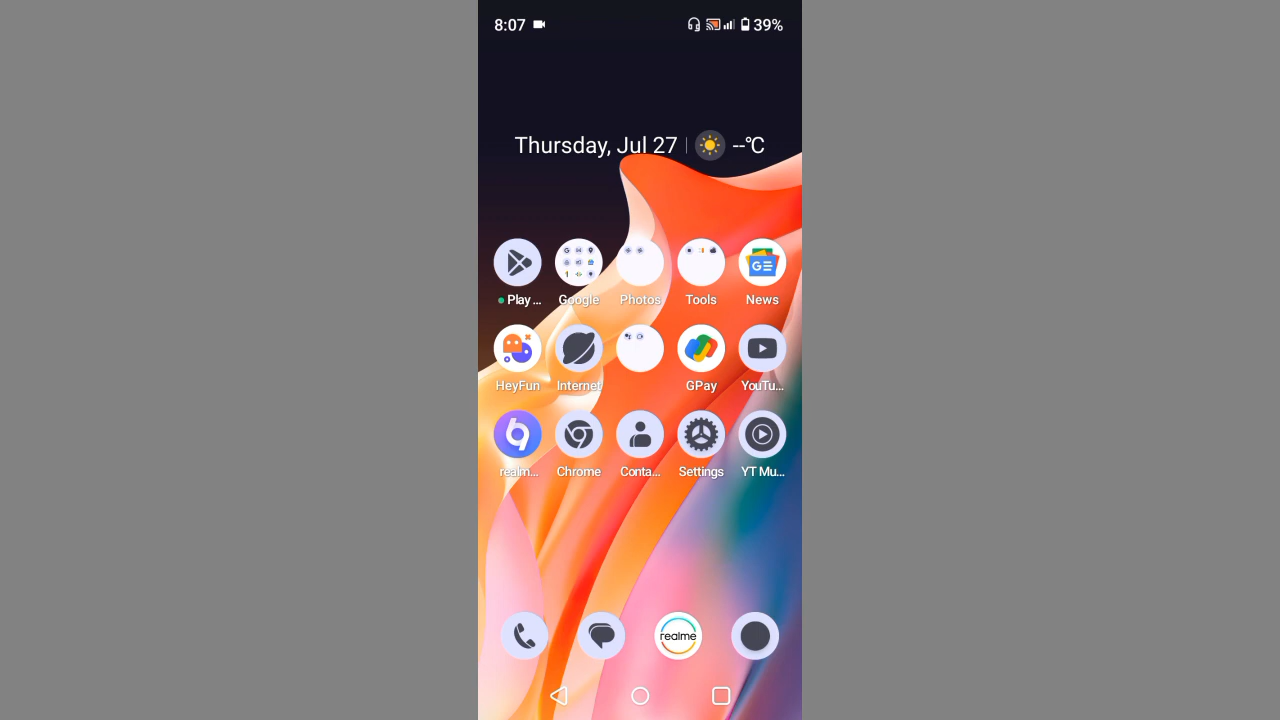 8:07 39%
Thursday, Jul 27 | --°C
Play ... Google Photos Tools News
HeyFun Internet GPay YouTu...
realm... Chrome Conta... Settings YT Mu...
realme